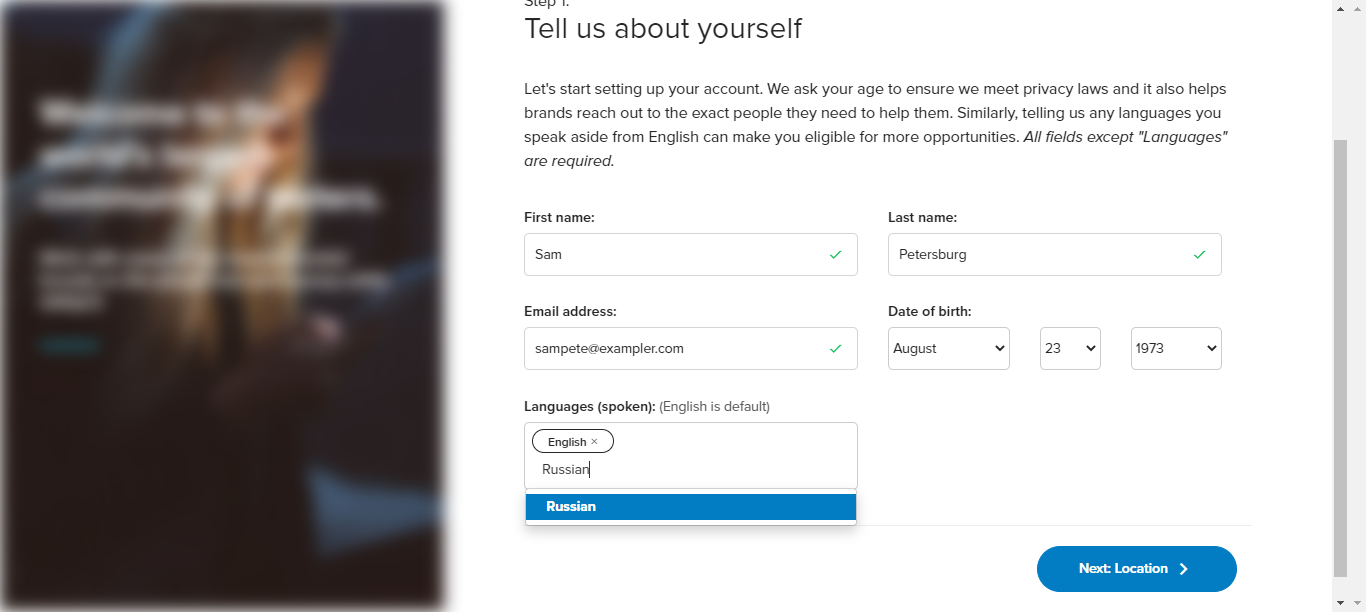 Step 1.
Tell us about yourself
Let's start setting up your account. We ask your age to ensure we meet privacy laws and it also helps
brands reach out to the exact people they need to help them. Similarly, telling us any languages you
speak aside from English can make you eligible for more opportunities. All fields except "Languages"
are required.
First name:
Last name:
Sam
Petersburg
Email address:
Date of birth:
sampete@exampler.com
August
23
1973
Languages (spoken): (English is default)
English ×
Russian
Russian
Next: Location
Welcome to the